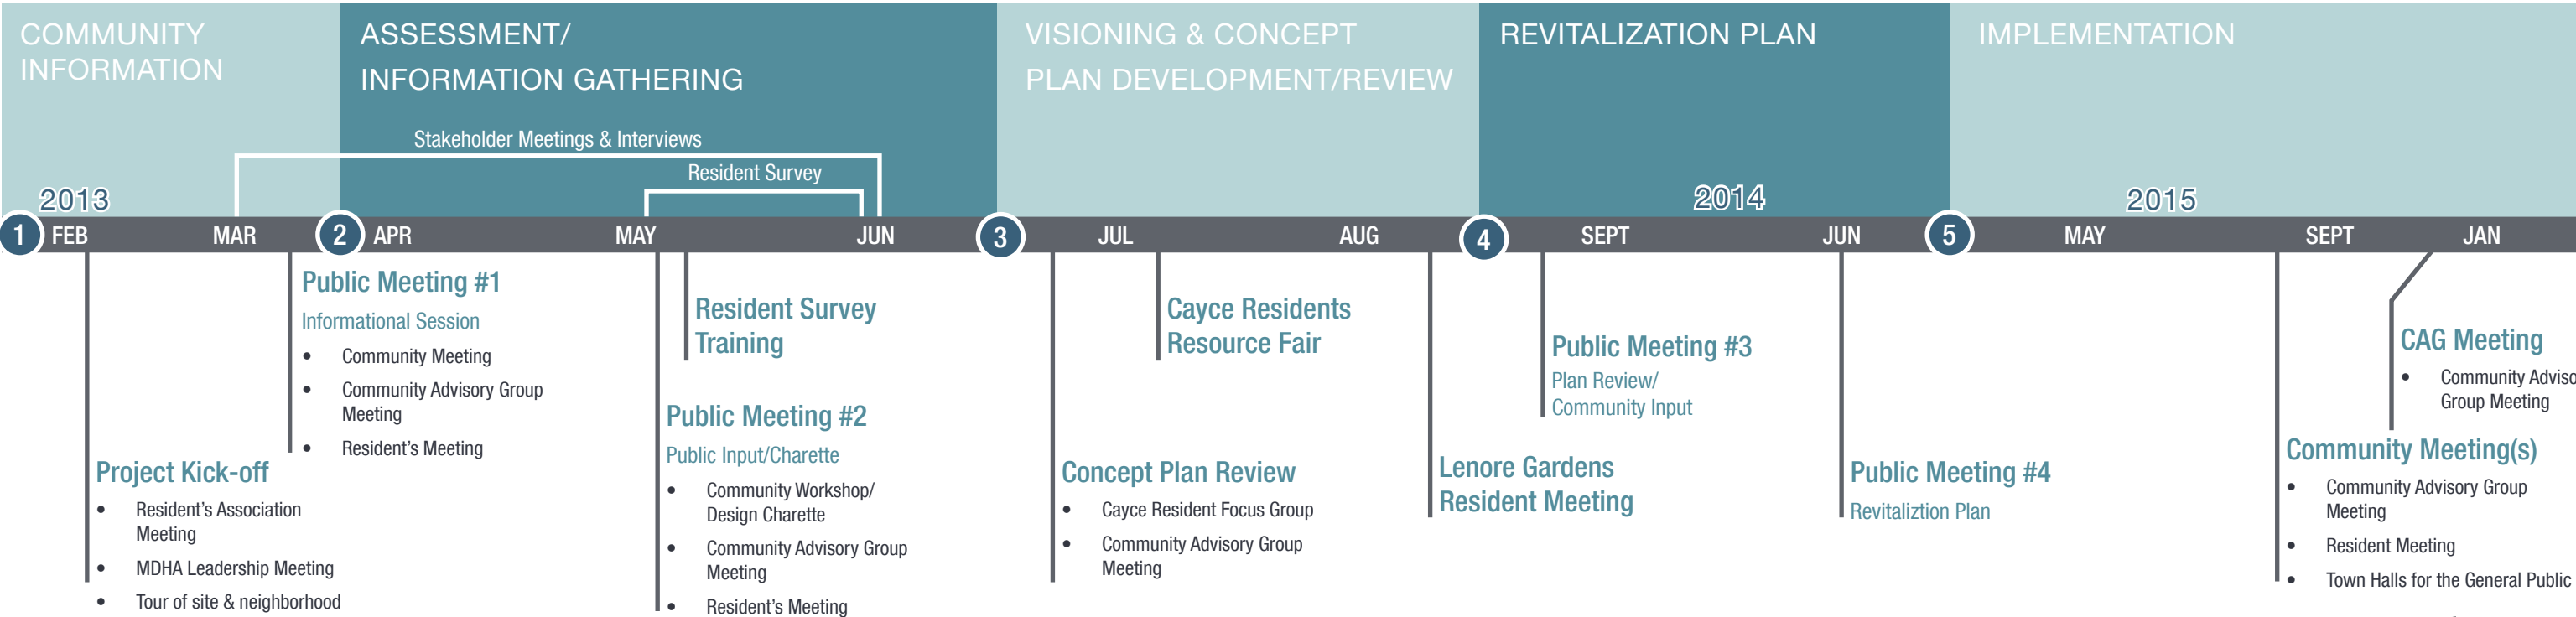 COMMUNITY
INFORMATION
ASSESSMENT/
INFORMATION GATHERING
VISIONING & CONCEPT
PLAN DEVELOPMENT/REVIEW
REVITALIZATION PLAN
IMPLEMENTATION
Stakeholder Meetings & Interviews
Resident Survey
2013
2014
2015
1 FEB MAR 2 APR MAY JUN 3 JUL AUG 4 SEPT JUN 5 MAY SEPT JAN
Project Kick-off
• Resident’s Association
Meeting
• MDHA Leadership Meeting
• Tour of site & neighborhood
Public Meeting #1
Informational Session
• Community Meeting
• Community Advisory Group
Meeting
• Resident’s Meeting
Resident Survey
Training
Public Meeting #2
Public Input/Charette
• Community Workshop/
Design Charette
• Community Advisory Group
Meeting
• Resident’s Meeting
Concept Plan Review
• Cayce Resident Focus Group
• Community Advisory Group
Meeting
Cayce Residents
Resource Fair
Lenore Gardens
Resident Meeting
Public Meeting #3
Plan Review/
Community Input
Public Meeting #4
Revitaliztion Plan
CAG Meeting
• Community Adviso
Group Meeting
Community Meeting(s)
• Community Advisory Group
Meeting
• Resident Meeting
• Town Halls for the General Public